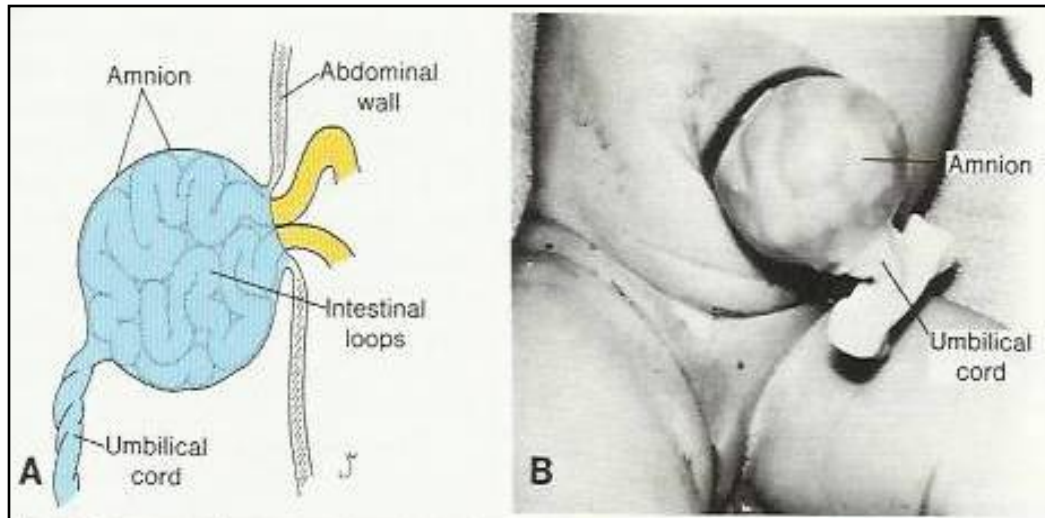 Amnion
Abdominal
wall
Intestinal
loops
Umbilical
cord
A
Amnion
Umbilical
cord
B